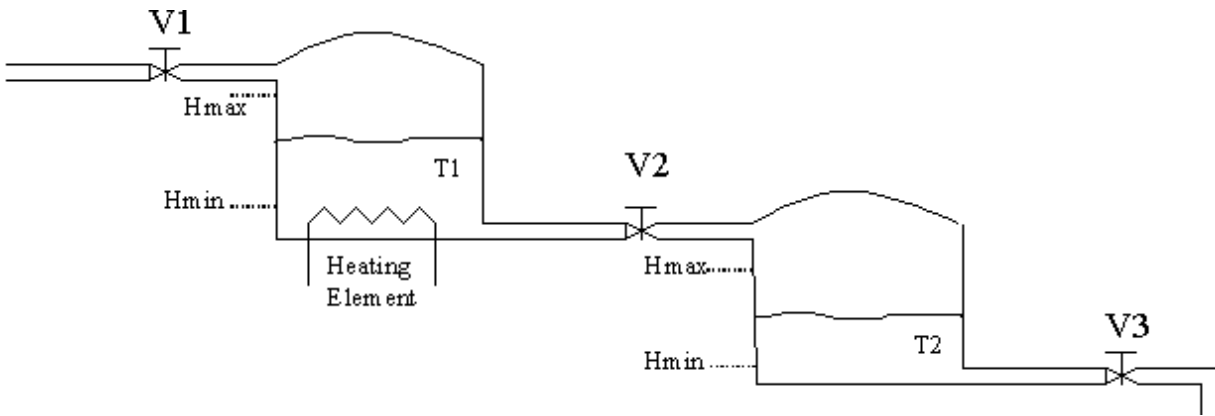 V1
Hmax
T1
Hmin
V2
Heating
Element
Hmax
V3
T2
Hmin